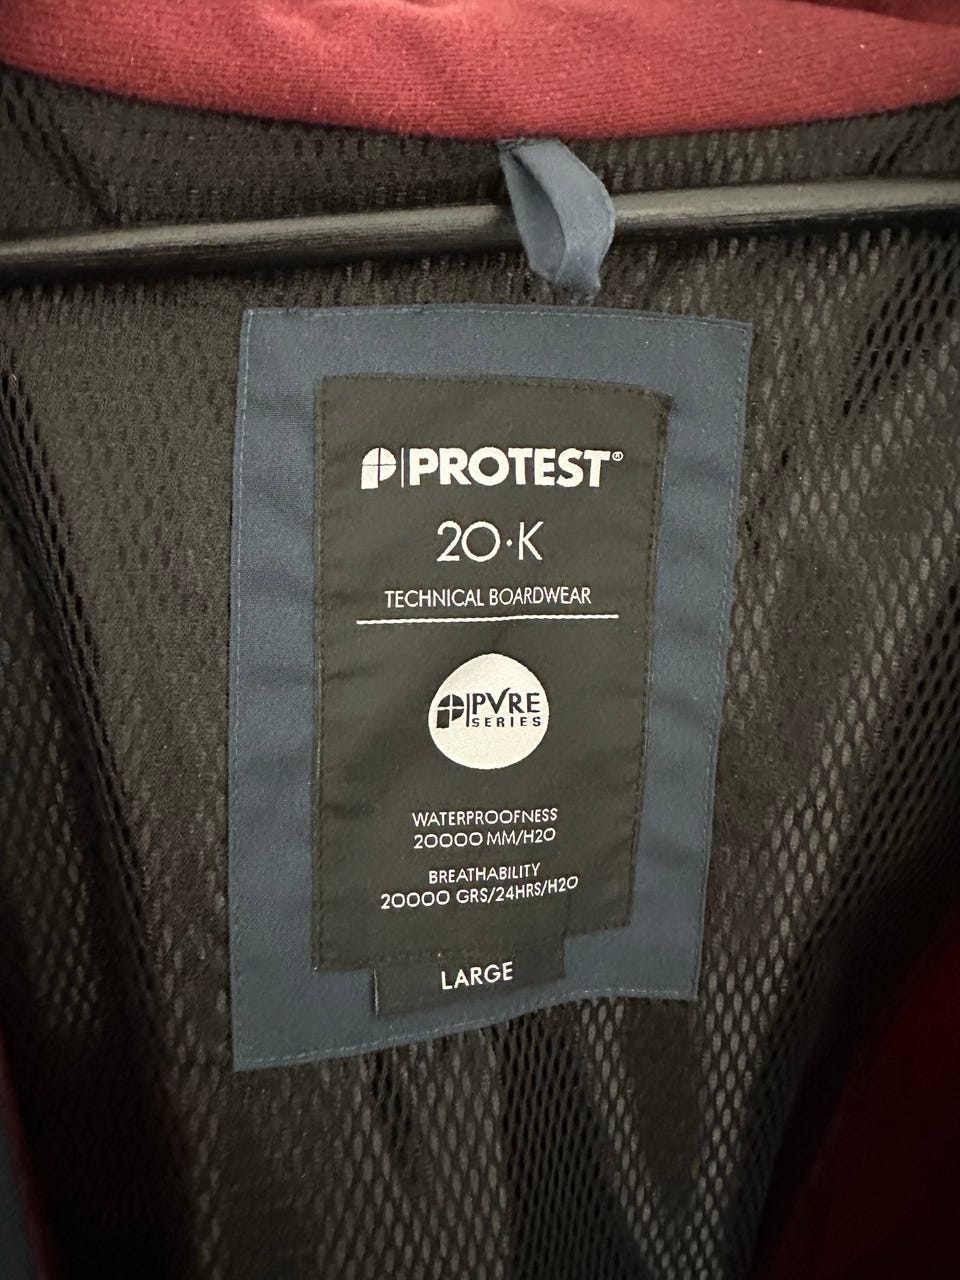 PROTEST®
20·K
TECHNICAL BOARDWEAR
PVRE
SERIES
WATERPROOFNESS
20000 MM/H2O
BREATHABILITY
20000 GRS/24HRS/H2O
LARGE